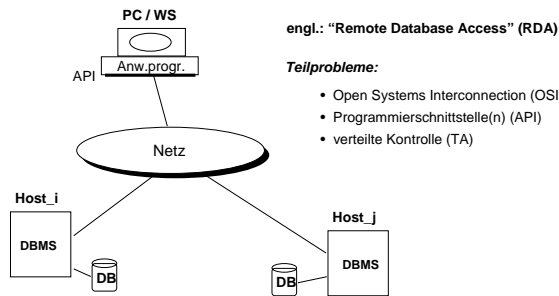 PC / WS
engl.: “Remote Database Access” (RDA)
Anw.progr.
API
Teilprobleme:
• Open Systems Interconnection (OSI
• Programmierschnittstelle(n) (API)
• verteilte Kontrolle (TA)
Netz
Host_i
Host_j
DBMS
DB
DB
DBMS